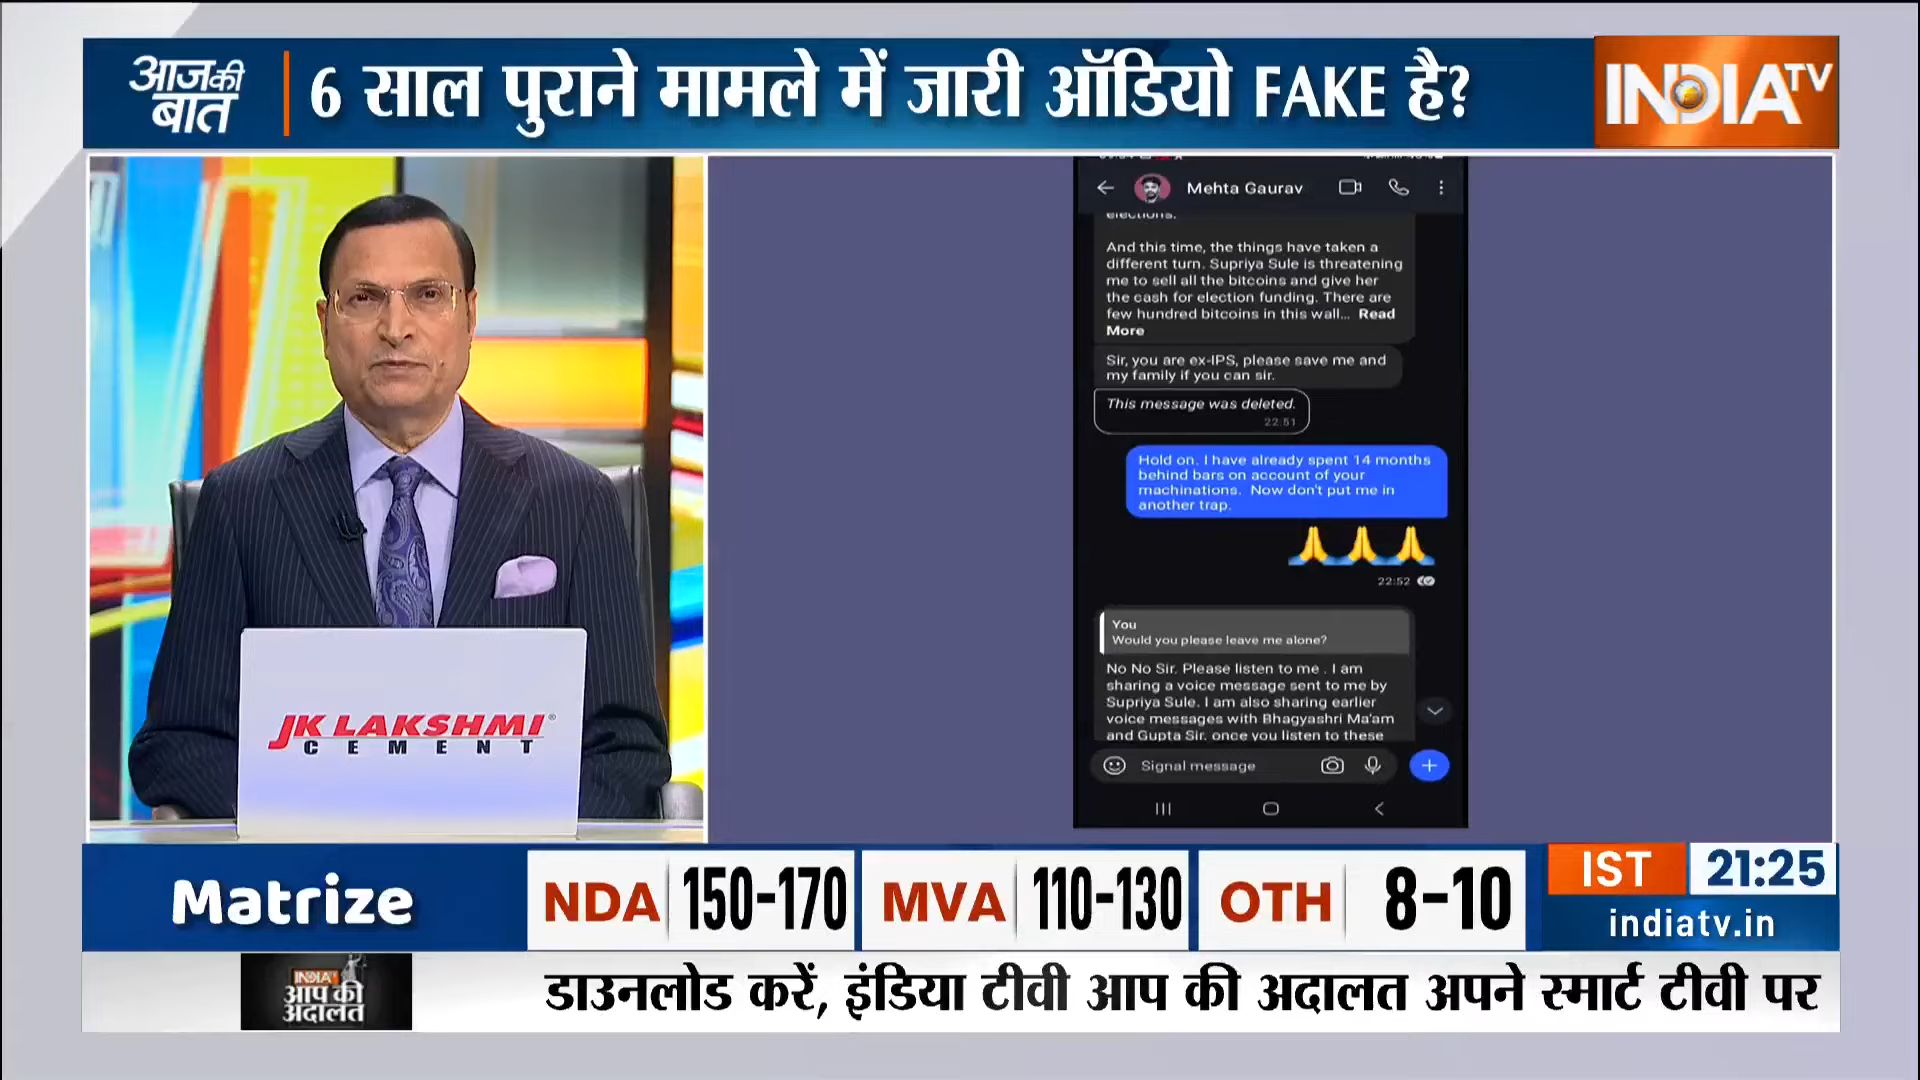 आज की
बात
6 साल पुराने मामले में जारी ऑडियो FAKE है?
INDIA TV
Mehta Gaurav
elections.
And this time, the things have taken a
different turn. Supriya Sule is threatening
me to sell all the bitcoins and give her
the cash for election funding. There are
few hundred bitcoins in this wall... Read
More
Sir, you are ex-IPS, please save me and
my family if you can sir.
This message was deleted.
22:51
Hold on. I have already spent 14 months
behind bars on account of your
machinations. Now don't put me in
another trap.
22:52
You
Would you please leave me alone?
No No Sir. Please listen to me . I am
sharing a voice message sent to me by
Supriya Sule. I am also sharing earlier
voice messages with Bhagyashri Ma'am
and Gupta Sir. once you listen to these
Signal message
JK LAKSHMI
CEMENT
Matrize
NDA 150-170
MVA 110-130
OTH 8-10
IST 21:25
indiatv.in
INDIA TV
आप की
अदालत
डाउनलोड करें, इंडिया टीवी आप की अदालत अपने स्मार्ट टीवी पर